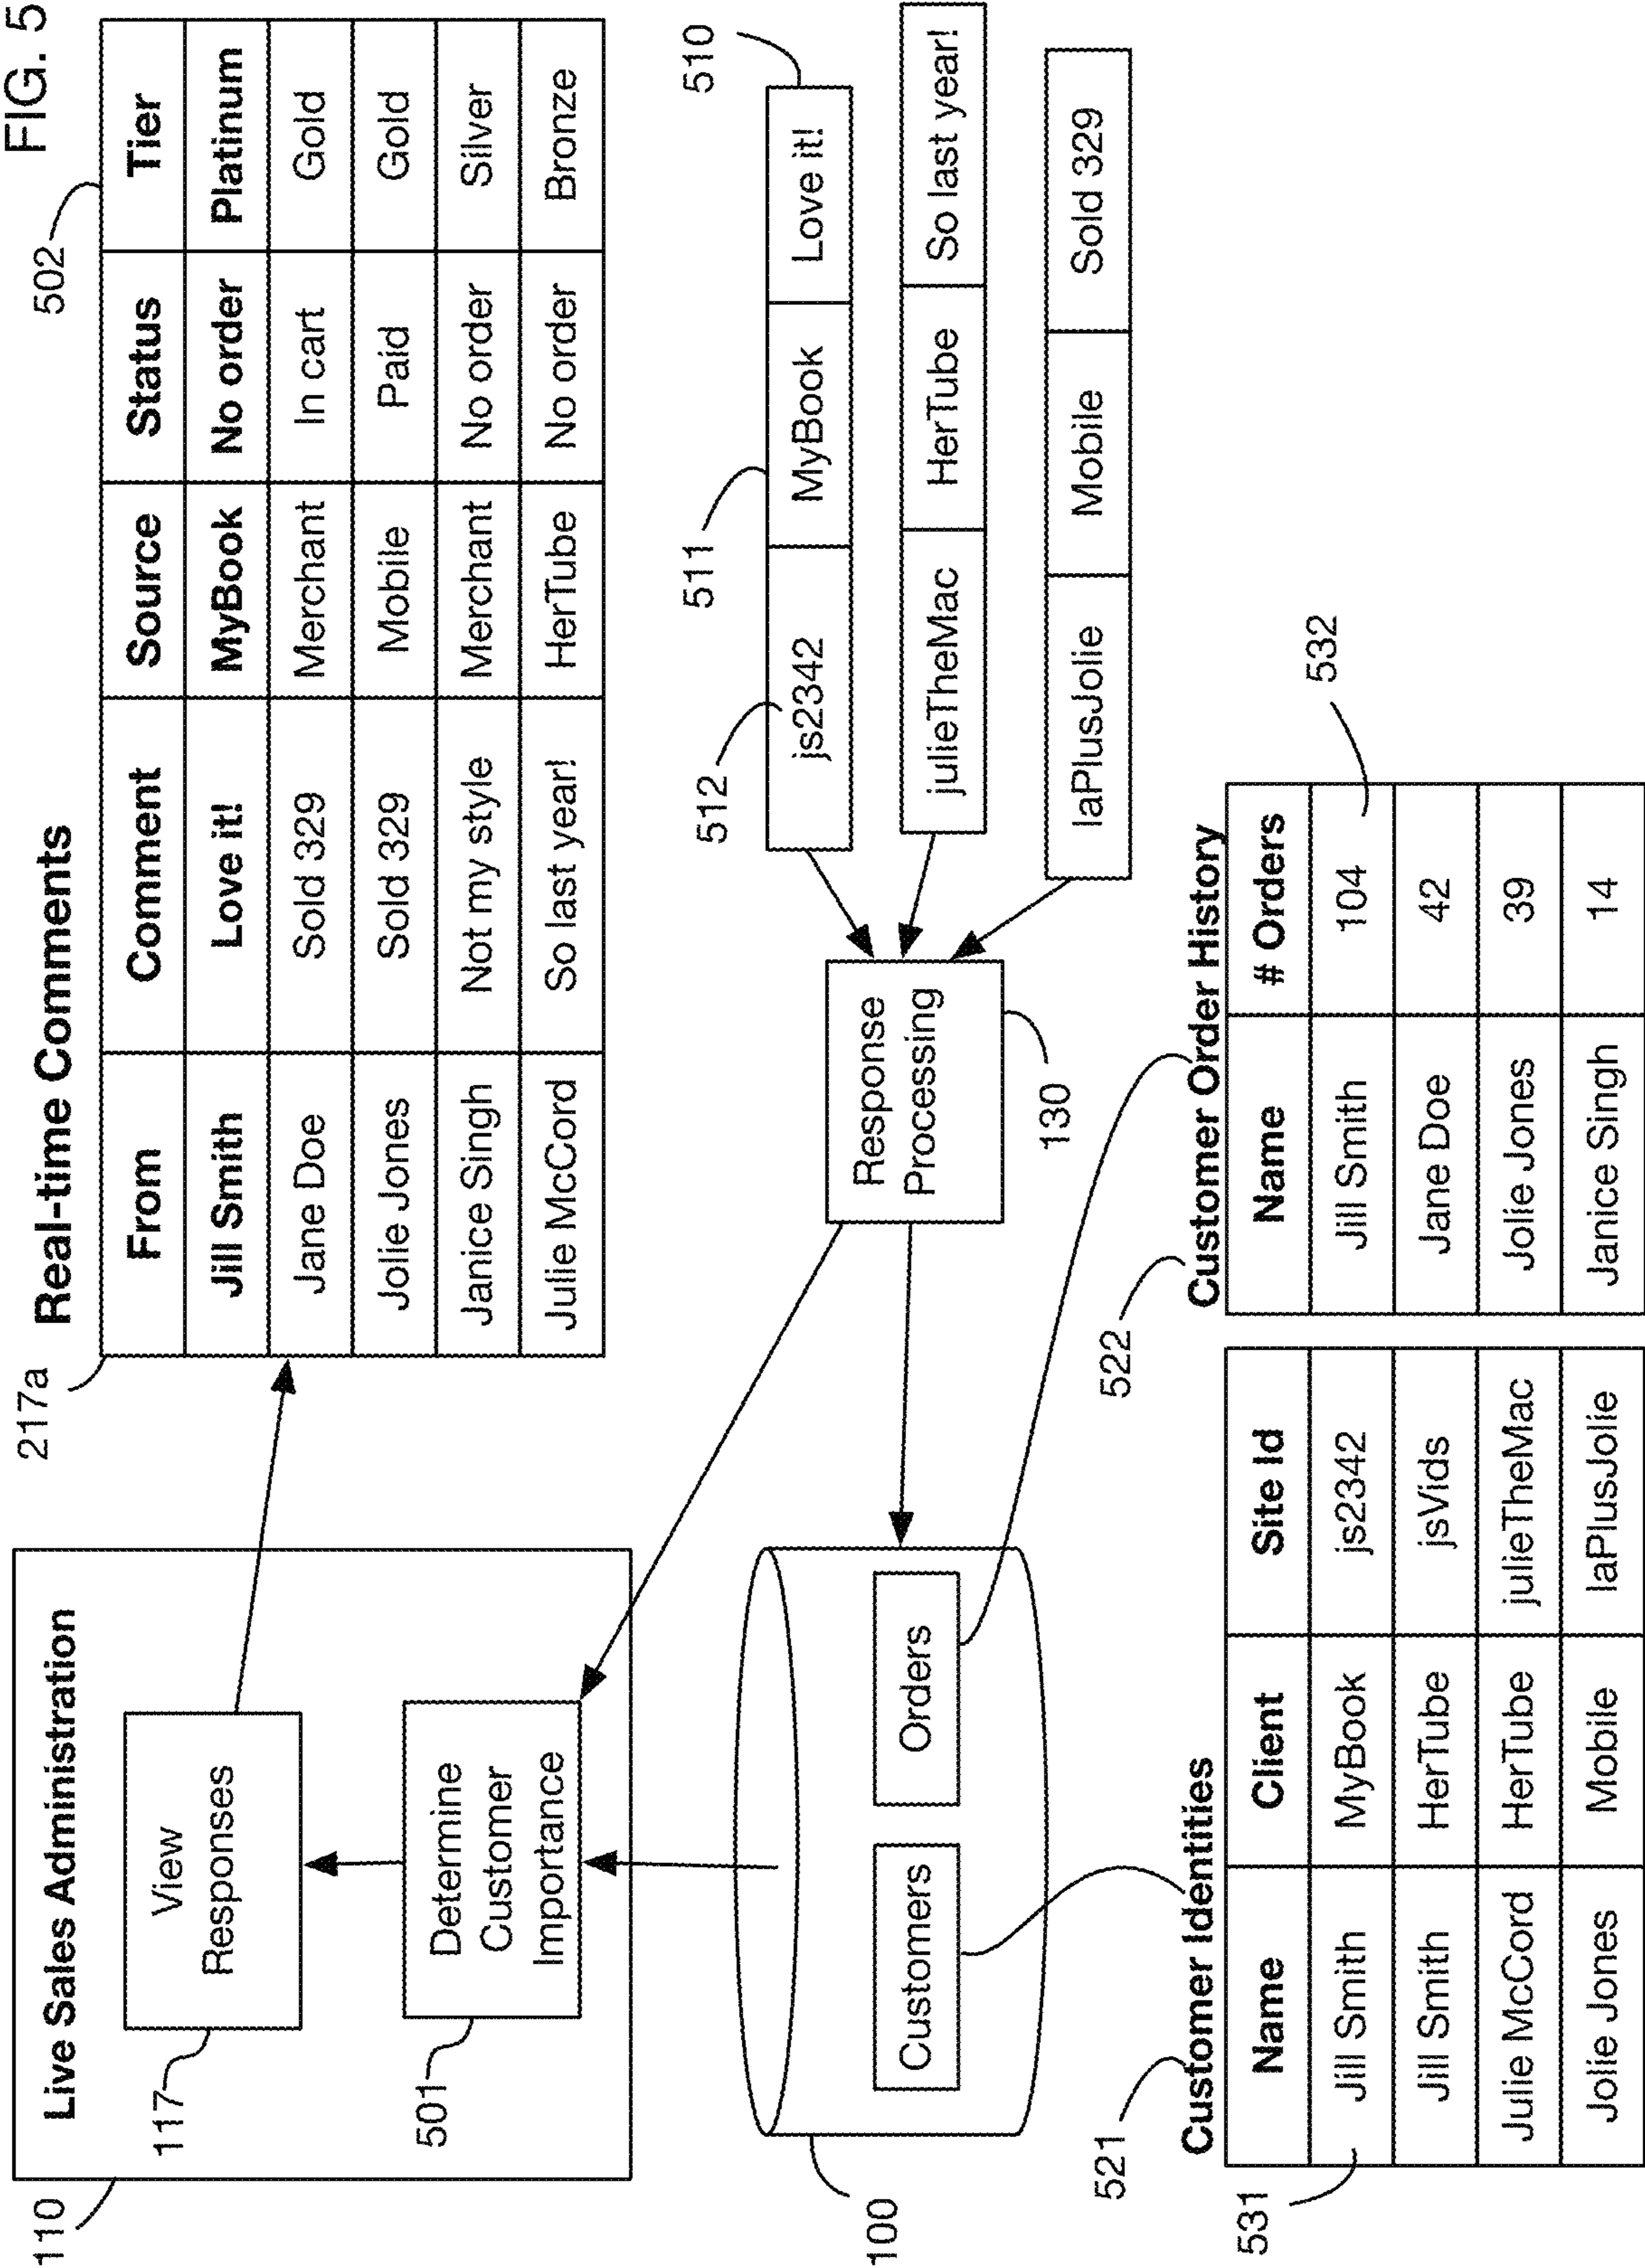 FIG. 5
110
Live Sales Administration
117
View
Responses
501
Determine
Customer
Importance
217a
Real-time Comments
502
From Comment Source Status Tier
Jill Smith Love it! MyBook No order Platinum
Jane Doe Sold 329 Merchant In cart Gold
Jolie Jones Sold 329 Mobile Paid Gold
Janice Singh Not my style Merchant No order Silver
Julie McCord So last year! HerTube No order Bronze
100
Customers
Orders
130
Response
Processing
512
511
510
js2342 MyBook Love it!
julieTheMac HerTube So last year!
laPlusJolie Mobile Sold 329
521
Customer Identities
531
Name Client Site Id
Jill Smith MyBook js2342
Jill Smith HerTube jsVids
Julie McCord HerTube julieTheMac
Jolie Jones Mobile laPlusJolie
522
Customer Order History
532
Name # Orders
Jill Smith 104
Jane Doe 42
Jolie Jones 39
Janice Singh 14